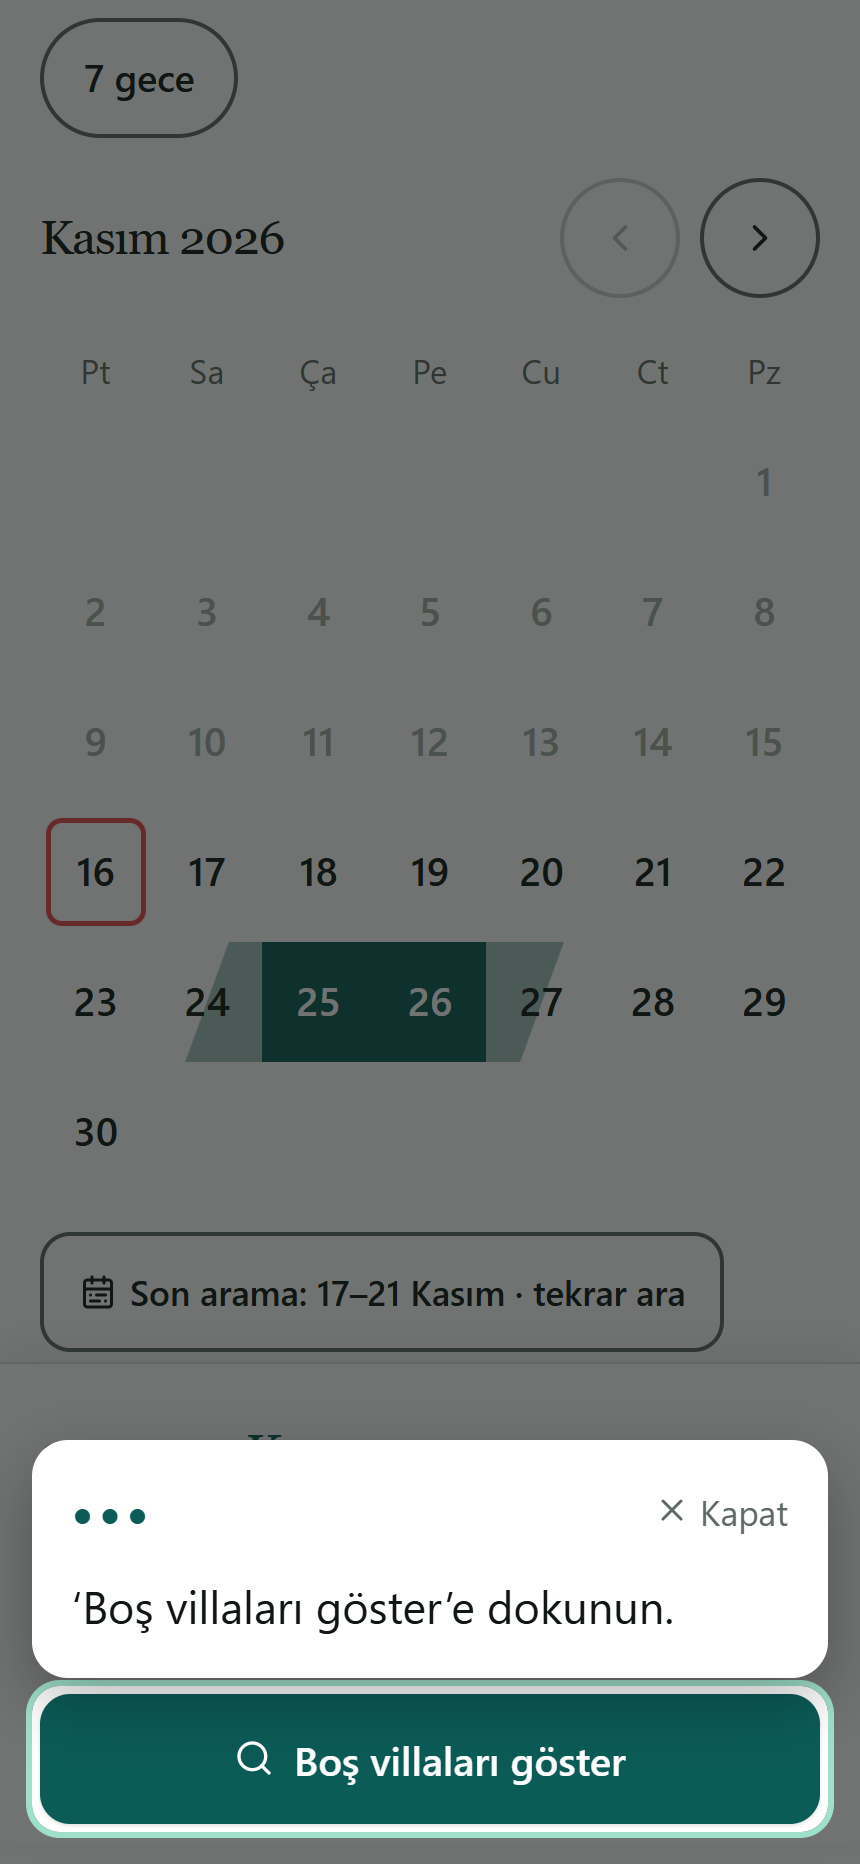 7 gece
Kasım 2026
Pt Sa Ça Pe Cu Ct Pz
1
2 3 4 5 6 7 8
9 10 11 12 13 14 15
16 17 18 19 20 21 22
23 24 25 26 27 28 29
30
Son arama: 17–21 Kasım · tekrar ara
Kapat
‘Boş villaları göster’e dokunun.
Boş villaları göster